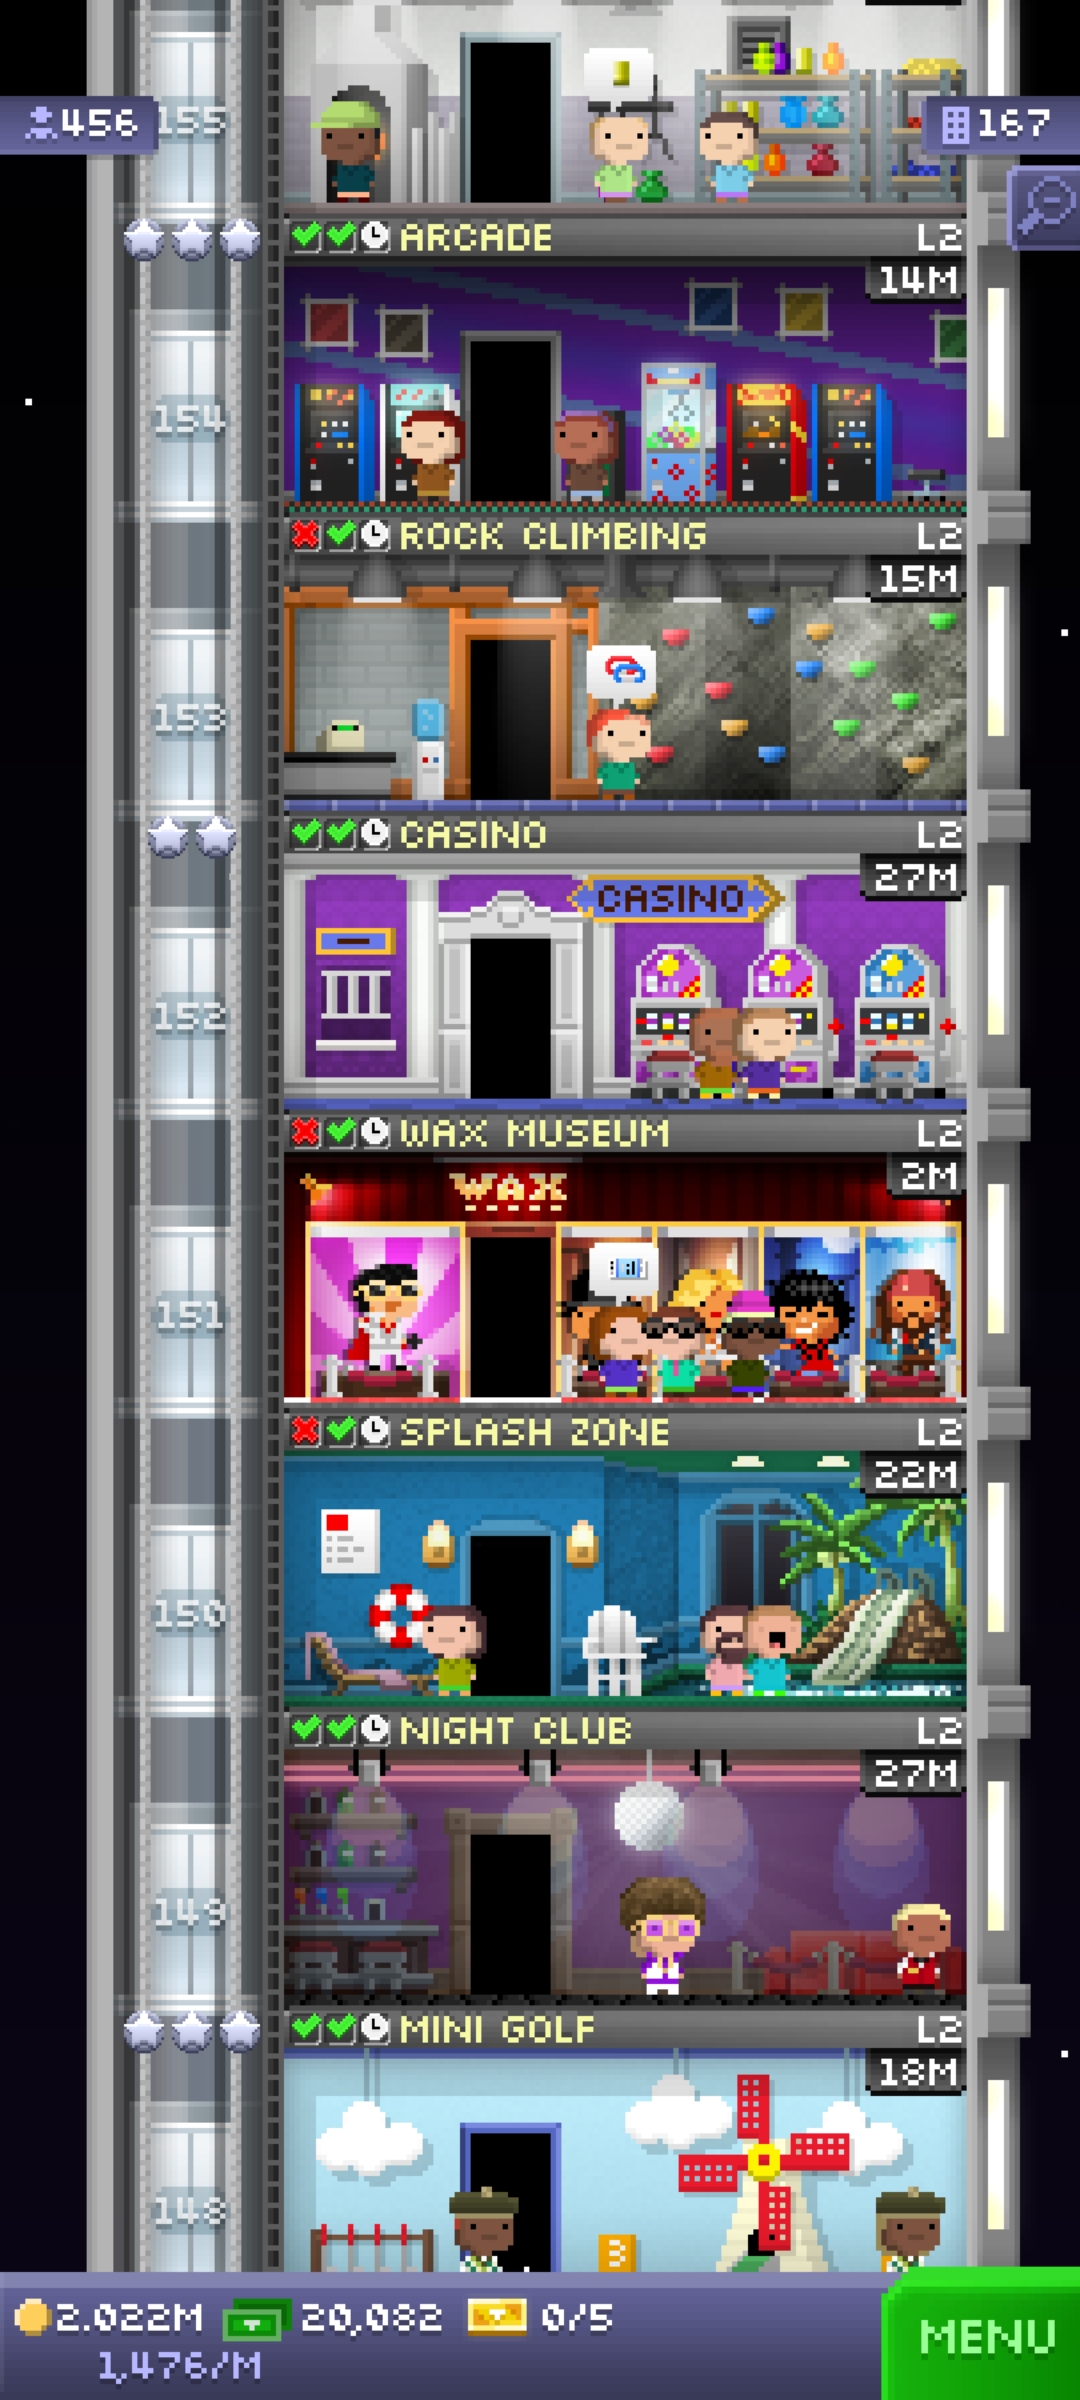 456
155
167
ARCADE L2
14M
154
ROCK CLIMBING L2
15M
153
CASINO L2
27M
CASINO
152
WAX MUSEUM L2
2M
WAX
151
SPLASH ZONE L2
22M
150
NIGHT CLUB L2
27M
149
MINI GOLF L2
18M
148
3
2.022M 20,082 0/5
1,476/M
MENU